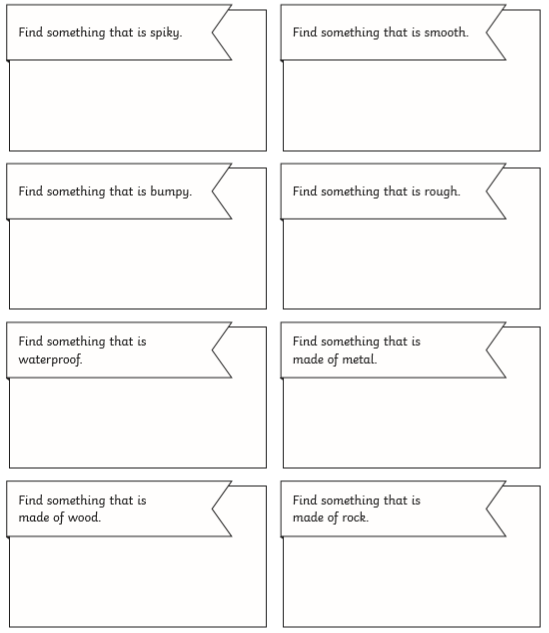 Find something that is spiky.
Find something that is smooth.
Find something that is bumpy.
Find something that is rough.
Find something that is
waterproof.
Find something that is
made of metal.
Find something that is
made of wood.
Find something that is
made of rock.